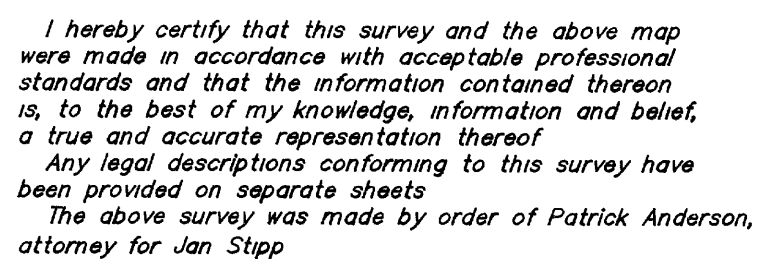 I hereby certify that this survey and the above map
were made in accordance with acceptable professional
standards and that the information contained thereon
is, to the best of my knowledge, information and belief,
a true and accurate representation thereof
Any legal descriptions conforming to this survey have
been provided on separate sheets
The above survey was made by order of Patrick Anderson,
attorney for Jan Stipp